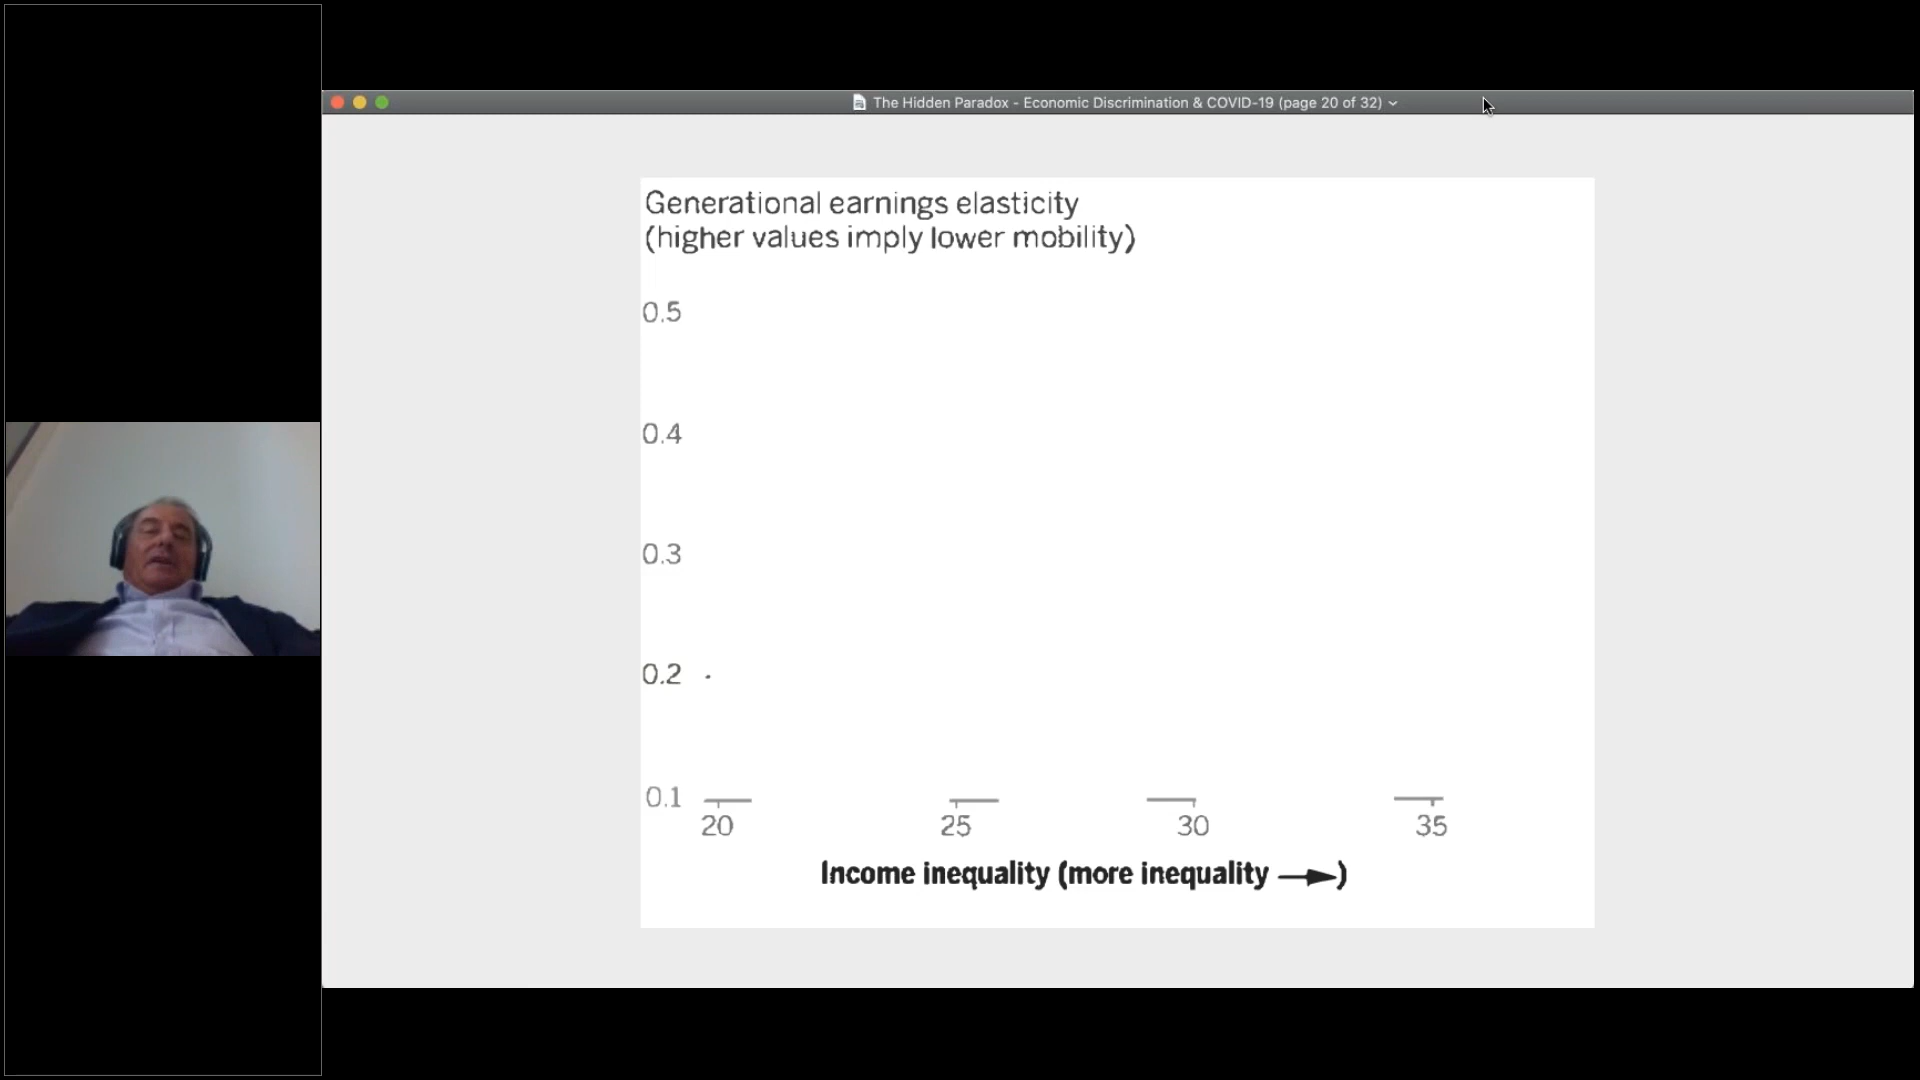 The Hidden Paradox - Economic Discrimination & COVID-19 (page 20 of 32)
Generational earnings elasticity
(higher values imply lower mobility)
0.5
0.4
0.3
0.2
0.1
20 25 30 35
Income inequality (more inequality →)